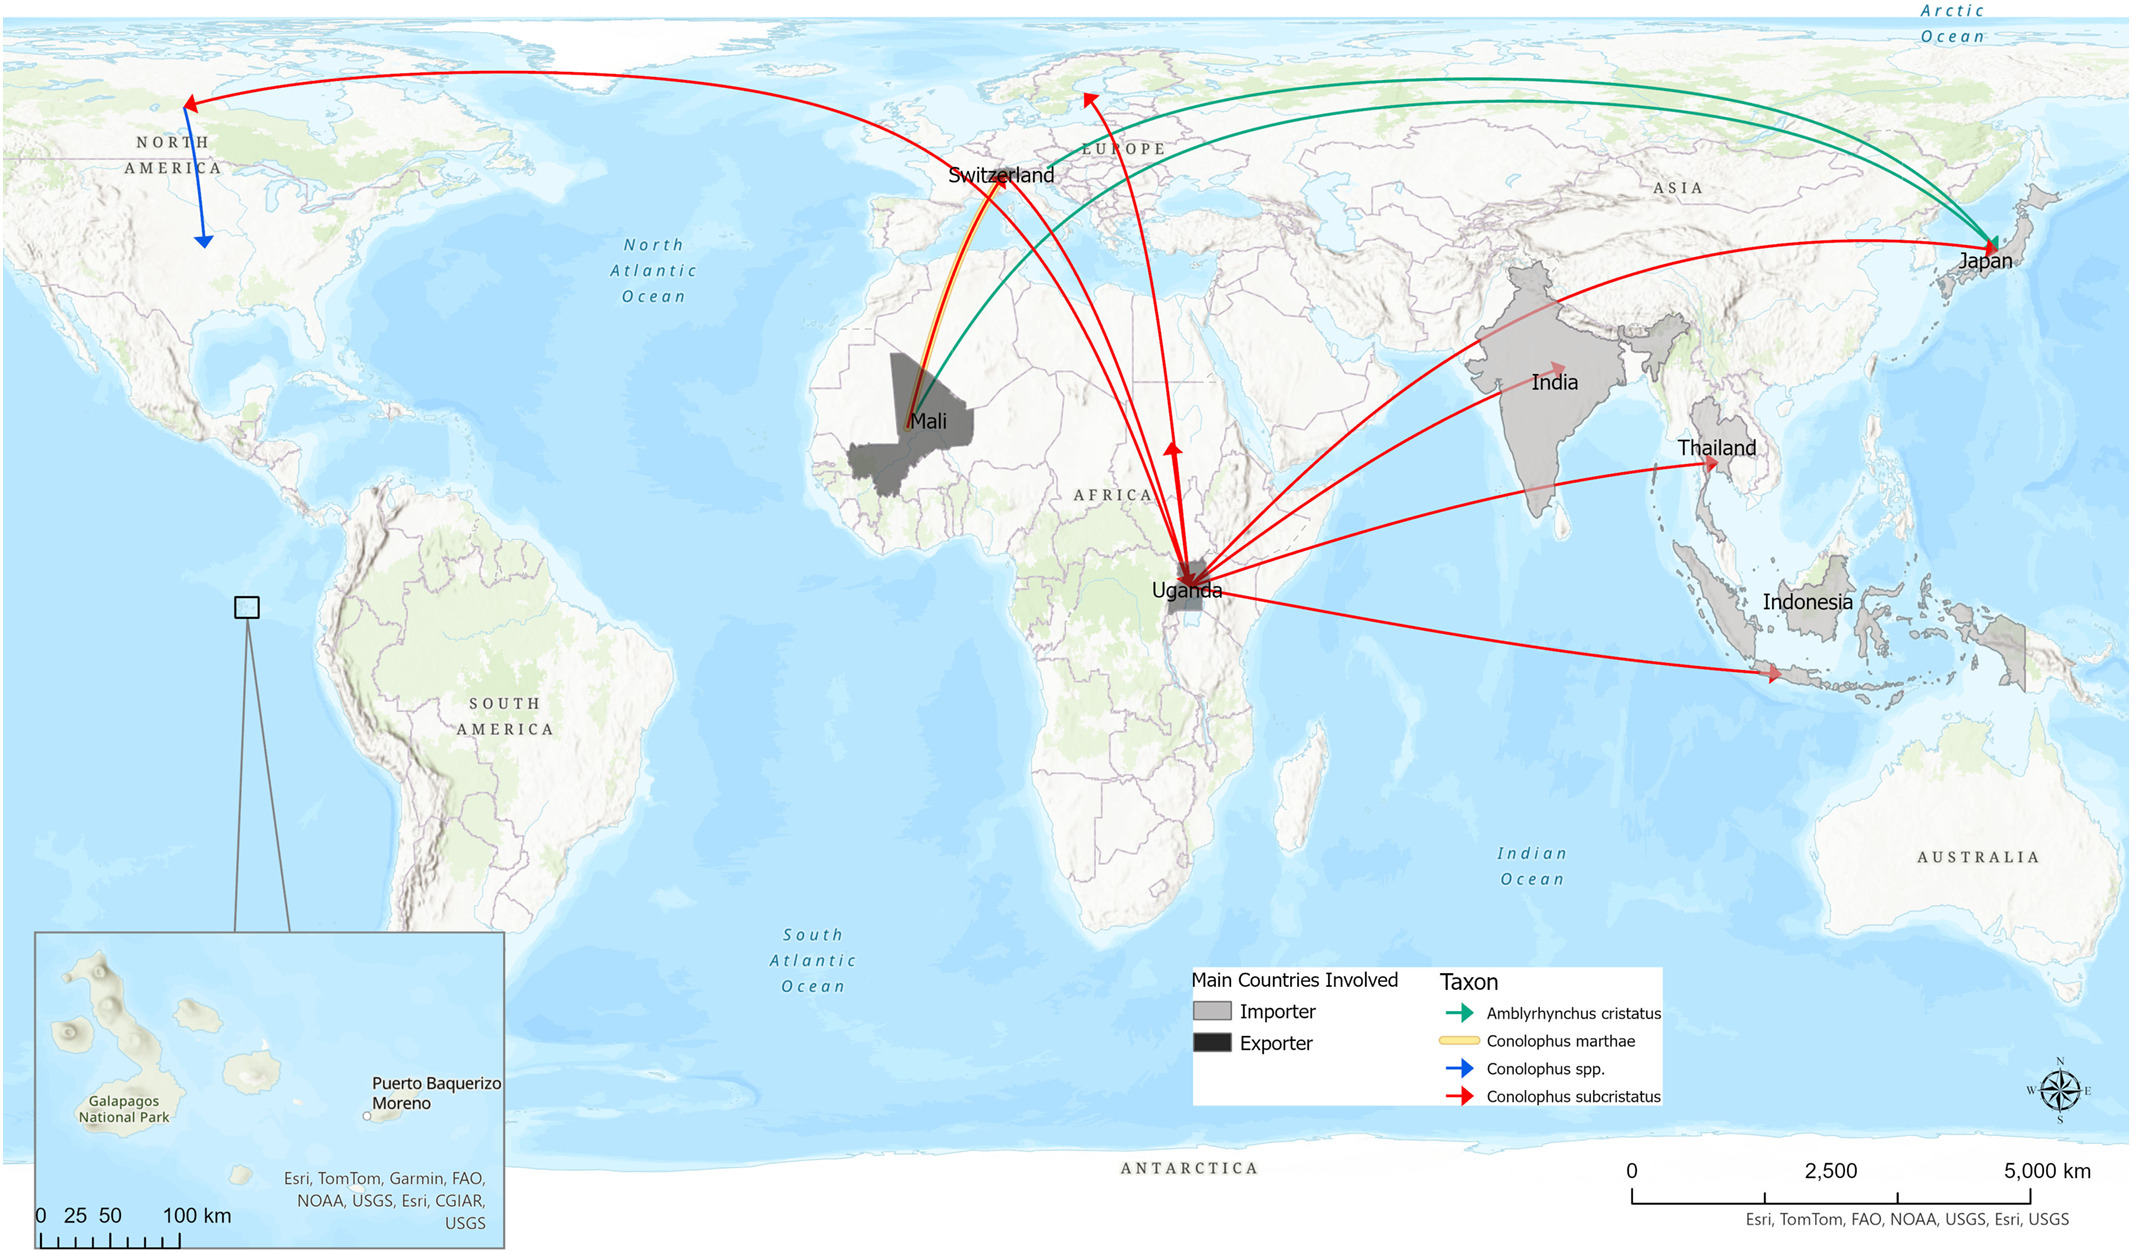 Arctic
Ocean
NORTH
AMERICA
EUROPE
Switzerland
ASIA
North
Atlantic
Ocean
Japan
India
Mali
Thailand
AFRICA
Uganda
Indonesia
SOUTH
AMERICA
Indian
Ocean
AUSTRALIA
South
Atlantic
Ocean
Main Countries Involved
Importer
Exporter
Taxon
Amblyrhynchus cristatus
Conolophus marthae
Conolophus spp.
Conolophus subcristatus
Puerto Baquerizo
Moreno
Galapagos
National Park
Esri, TomTom, Garmin, FAO,
NOAA, USGS, Esri, CGIAR,
USGS
0 25 50 100 km
N
W E
S
ANTARCTICA
0 2,500 5,000 km
Esri, TomTom, FAO, NOAA, USGS, Esri, USGS